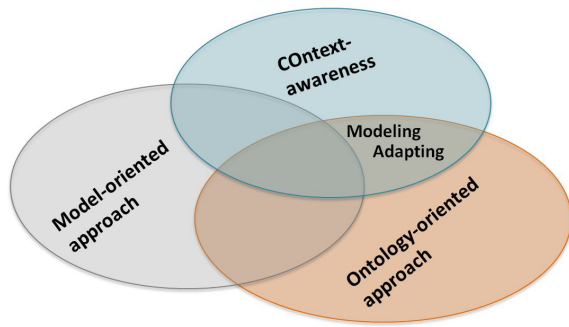 COntext-
awareness
Modeling
Adapting
Model-oriented
approach
Ontology-oriented
approach